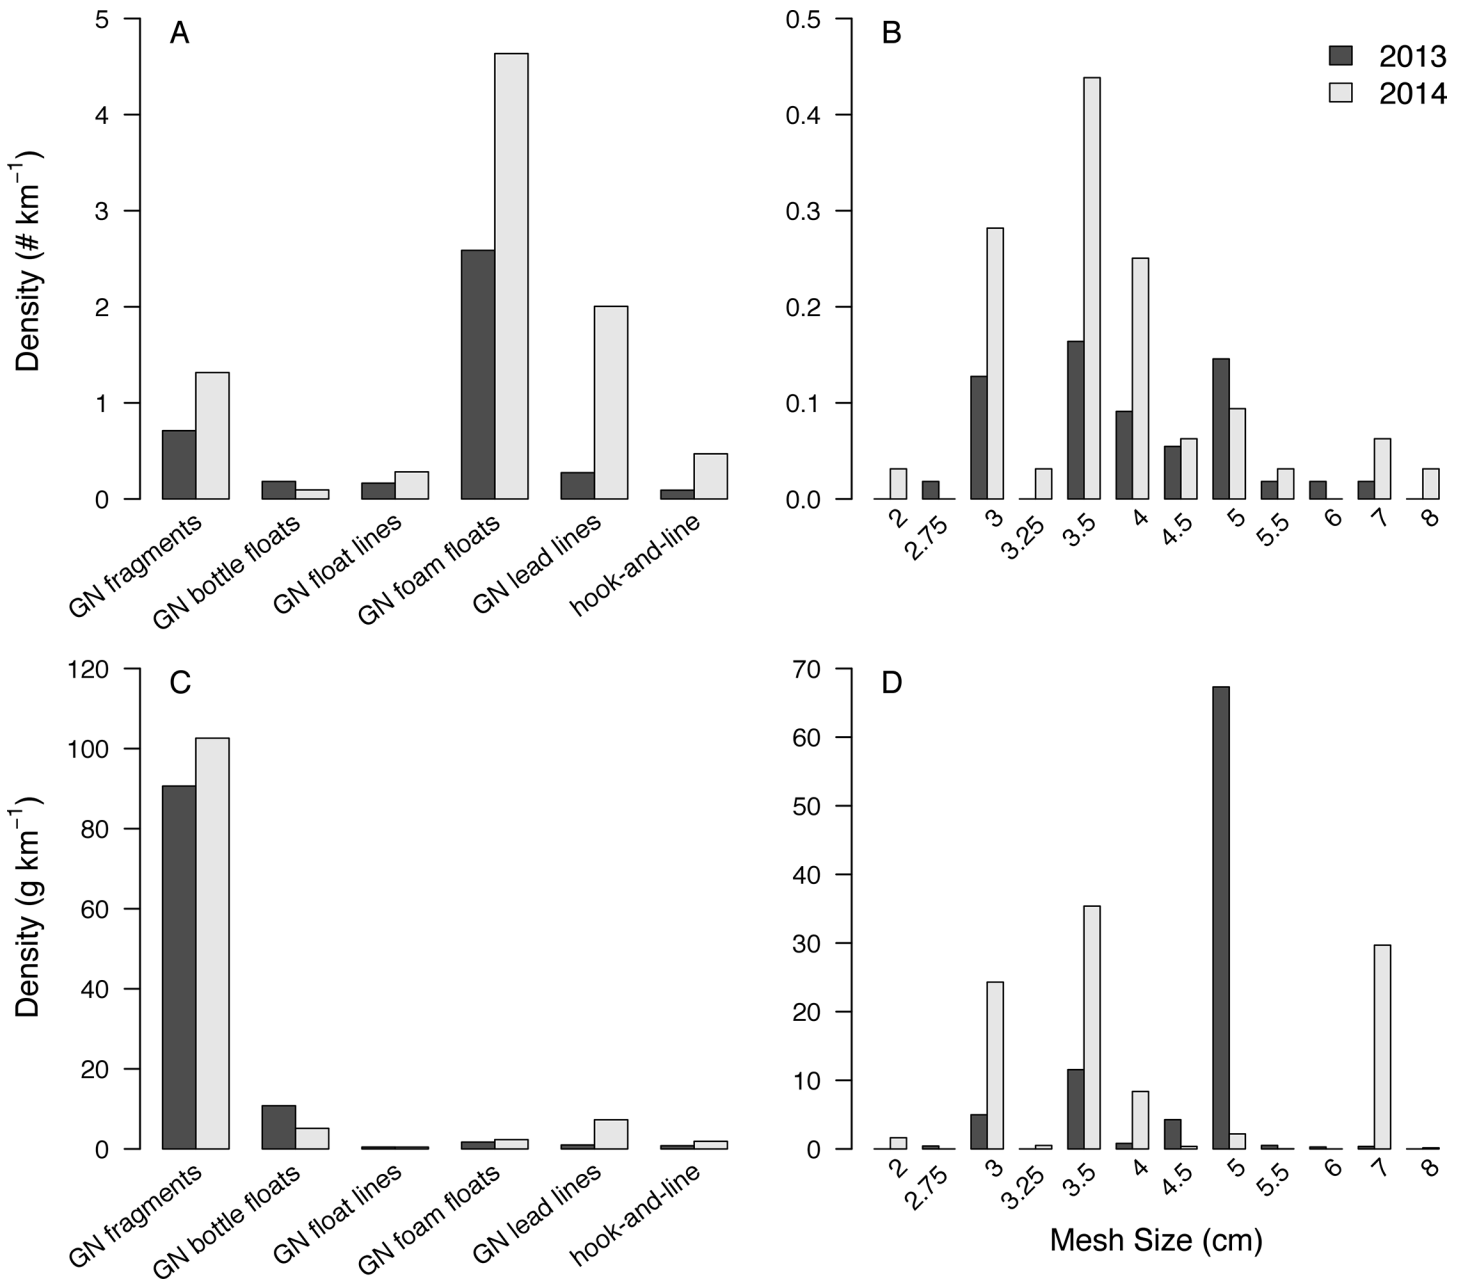 A
5
4
3
2
1
0
Density (# km⁻¹)
GN fragments
GN bottle floats
GN float lines
GN foam floats
GN lead lines
hook-and-line
B
2013
2014
0.5
0.4
0.3
0.2
0.1
0.0
2
2.75
3
3.25
3.5
4
4.5
5
5.5
6
7
8
C
120
100
80
60
40
20
0
Density (g km⁻¹)
GN fragments
GN bottle floats
GN float lines
GN foam floats
GN lead lines
hook-and-line
D
70
60
50
40
30
20
10
0
2
2.75
3
3.25
3.5
4
4.5
5
5.5
6
7
8
Mesh Size (cm)